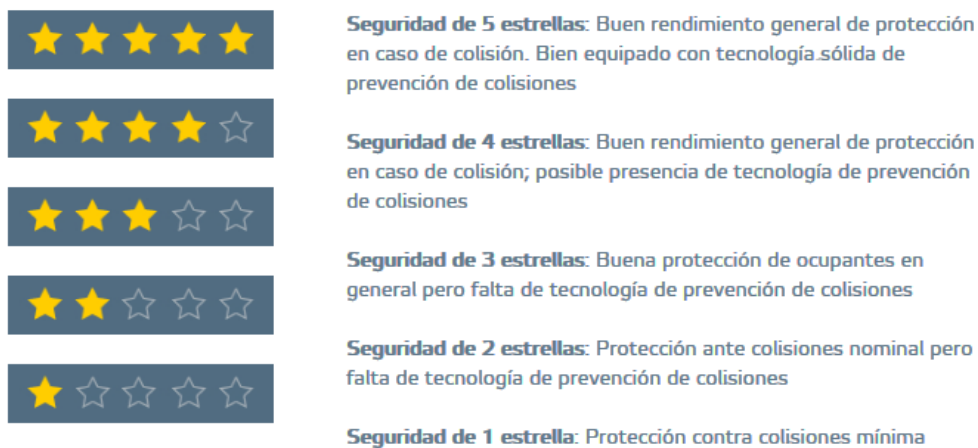 Seguridad de 5 estrellas: Buen rendimiento general de protección
en caso de colisión. Bien equipado con tecnología sólida de
prevención de colisiones
Seguridad de 4 estrellas: Buen rendimiento general de protección
en caso de colisión; posible presencia de tecnología de prevención
de colisiones
Seguridad de 3 estrellas: Buena protección de ocupantes en
general pero falta de tecnología de prevención de colisiones
Seguridad de 2 estrellas: Protección ante colisiones nominal pero
falta de tecnología de prevención de colisiones
Seguridad de 1 estrella: Protección contra colisiones mínima